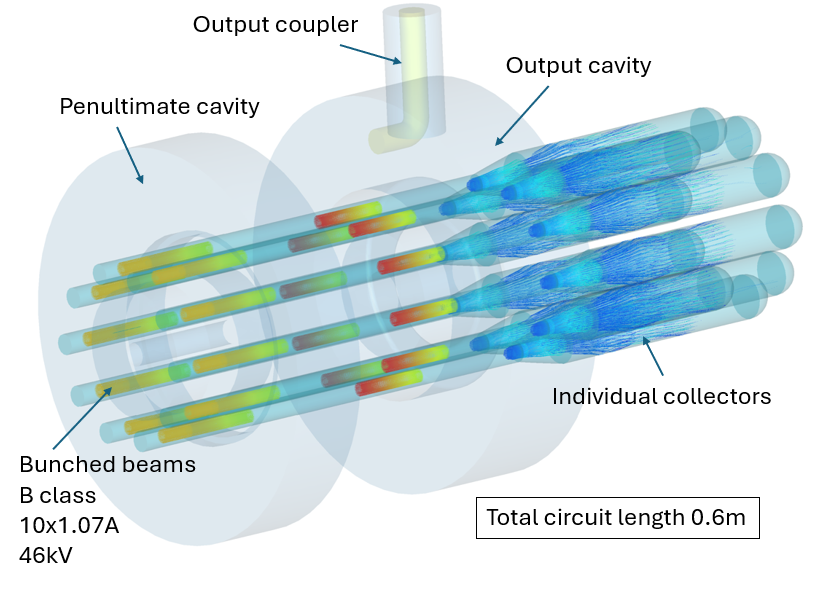 Output coupler
Output cavity
Penultimate cavity
Individual collectors
Bunched beams
B class
10x1.07A
46kV
Total circuit length 0.6m